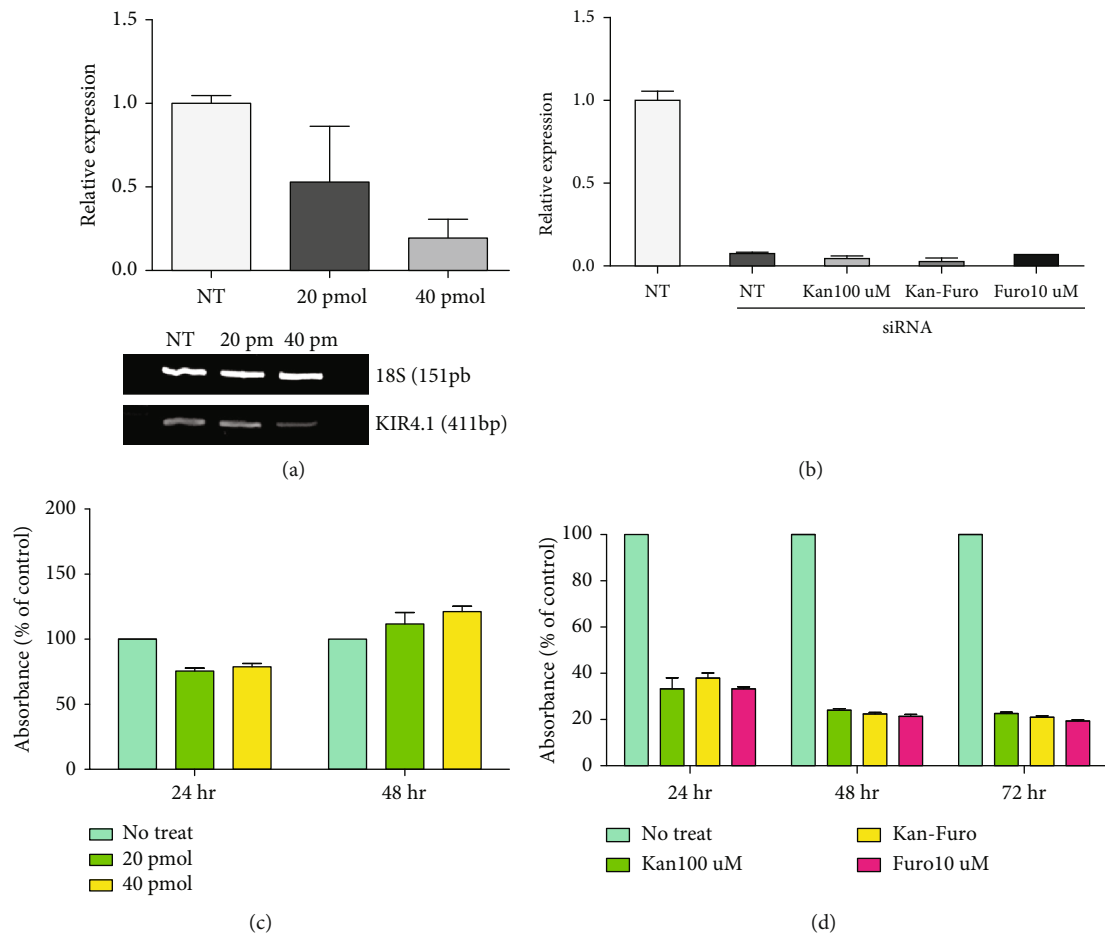 1.5
1.0
0.5
0.0
Relative expression
NT 20 pmol 40 pmol
NT 20 pm 40 pm
18S (151pb
KIR4.1 (411bp)
(a)
1.5
1.0
0.5
0.0
Relative expression
NT NT Kan100 uM Kan-Furo Furo10 uM
siRNA
(b)
200
150
100
50
0
Absorbance (% of control)
24 hr 48 hr
No treat
20 pmol
40 pmol
(c)
100
80
60
40
20
0
Absorbance (% of control)
24 hr 48 hr 72 hr
No treat Kan-Furo
Kan100 uM Furo10 uM
(d)